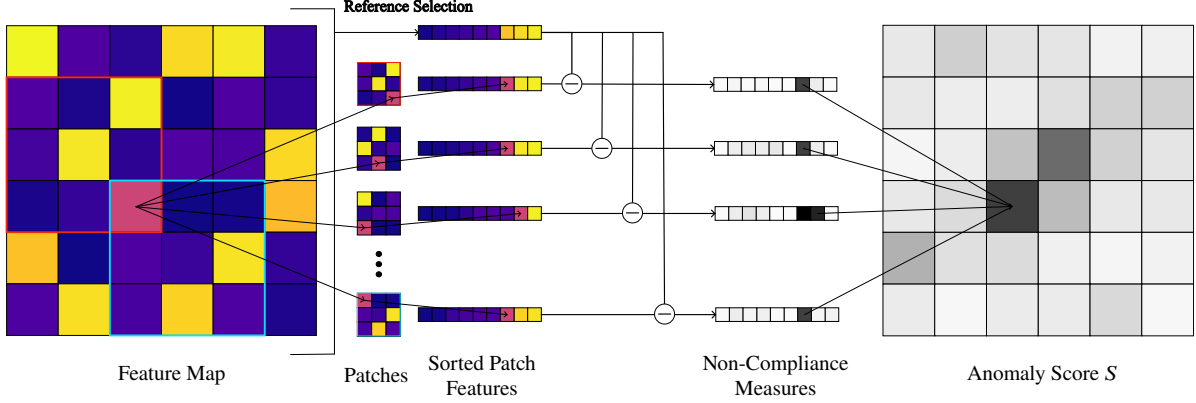 Reference Selection
Feature Map
Patches
Sorted Patch
Features
Non-Compliance
Measures
Anomaly Score S